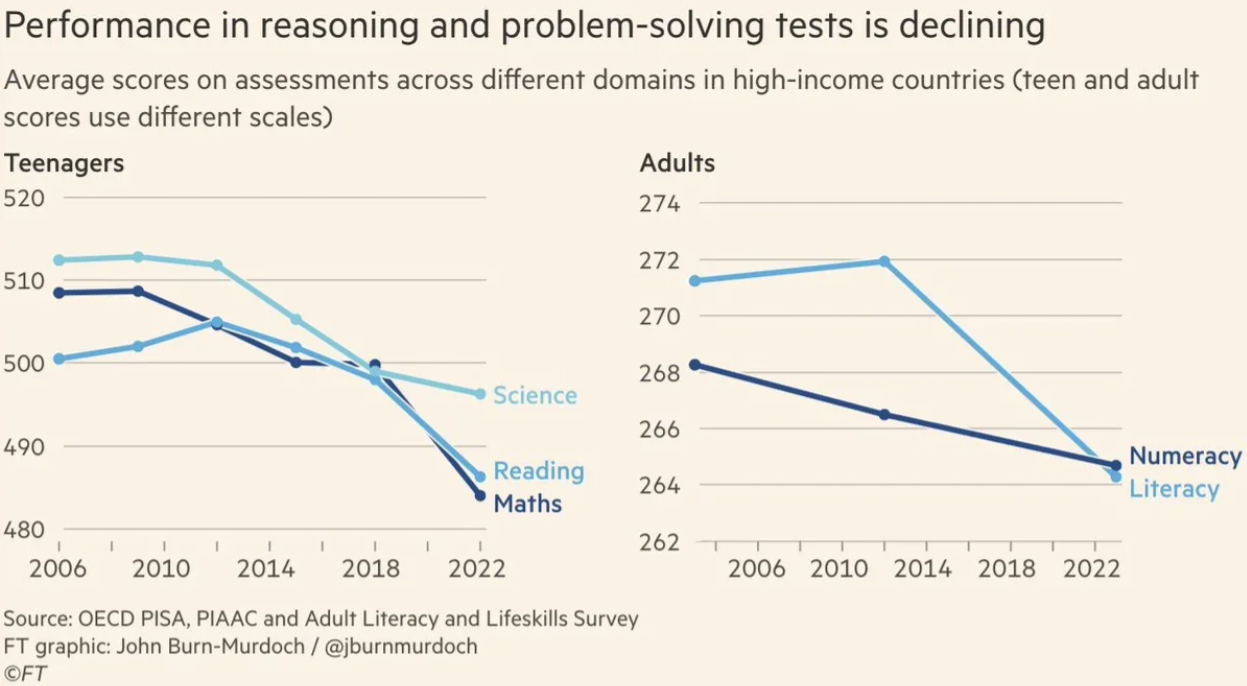 Performance in reasoning and problem-solving tests is declining
Average scores on assessments across different domains in high-income countries (teen and adult
scores use different scales)
Teenagers
520
510
500
490
480
Science
Reading
Maths
2006 2010 2014 2018 2022
Adults
274
272
270
268
266
264
262
Numeracy
Literacy
2006 2010 2014 2018 2022
Source: OECD PISA, PIAAC and Adult Literacy and Lifeskills Survey
FT graphic: John Burn-Murdoch / @jburnmurdoch
©FT